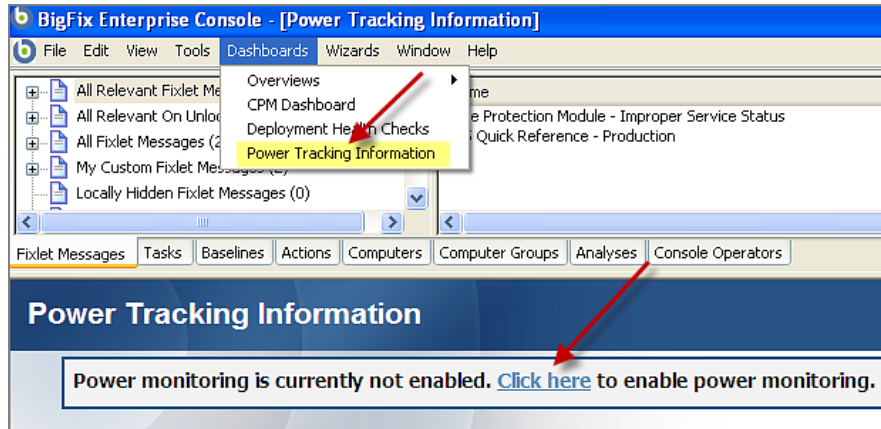 BigFix Enterprise Console - [Power Tracking Information]
File Edit View Tools Dashboards Wizards Window Help
All Relevant Fixlet Me
All Relevant On Unlo
All Fixlet Messages (2
My Custom Fixlet Messages (2)
Locally Hidden Fixlet Messages (0)
Overviews
CPM Dashboard
Deployment Health Checks
Power Tracking Information
me
e Protection Module - Improper Service Status
Quick Reference - Production
Fixlet Messages Tasks Baselines Actions Computers Computer Groups Analyses Console Operators
Power Tracking Information
Power monitoring is currently not enabled. Click here to enable power monitoring.